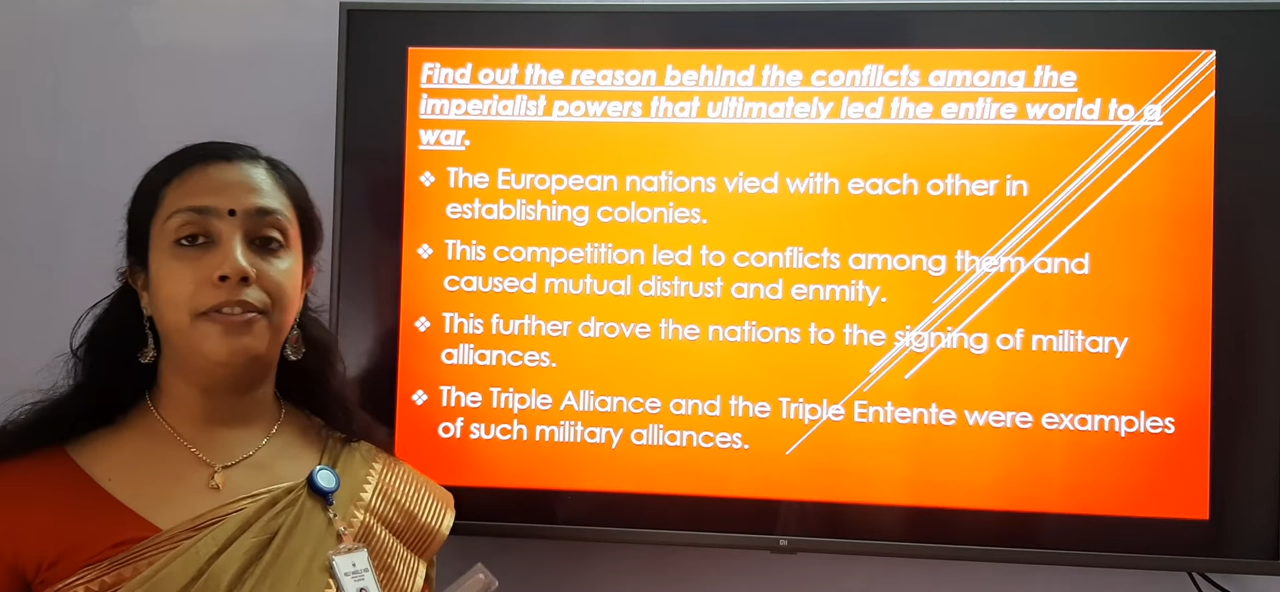 Find out the reason behind the conflicts among the
imperialist powers that ultimately led the entire world to a
war.
❖ The European nations vied with each other in
establishing colonies.
❖ This competition led to conflicts among them and
caused mutual distrust and enmity.
❖ This further drove the nations to the signing of military
alliances.
❖ The Triple Alliance and the Triple Entente were examples
of such military alliances.
mi